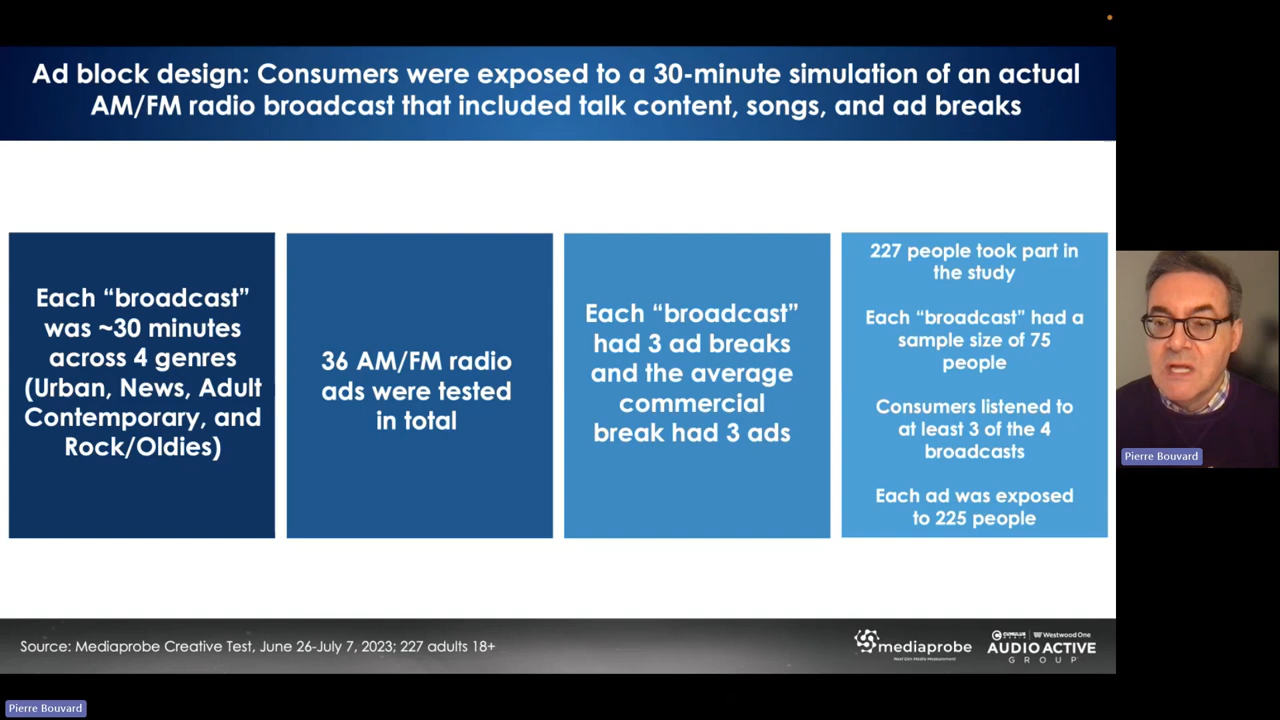 Ad block design: Consumers were exposed to a 30-minute simulation of an actual
AM/FM radio broadcast that included talk content, songs, and ad breaks
Each “broadcast”
was ~30 minutes
across 4 genres
(Urban, News, Adult
Contemporary, and
Rock/Oldies)
36 AM/FM radio
ads were tested
in total
Each “broadcast”
had 3 ad breaks
and the average
commercial
break had 3 ads
227 people took part in
the study
Each “broadcast” had a
sample size of 75
people
Consumers listened to
at least 3 of the 4
broadcasts
Each ad was exposed
to 225 people
Pierre Bouvard
Source: Mediaprobe Creative Test, June 26-July 7, 2023; 227 adults 18+
mediaprobe
Next Gen Media Measurement
CUMULUS MEDIA Westwood One
AUDIO ACTIVE
GROUP
Pierre Bouvard